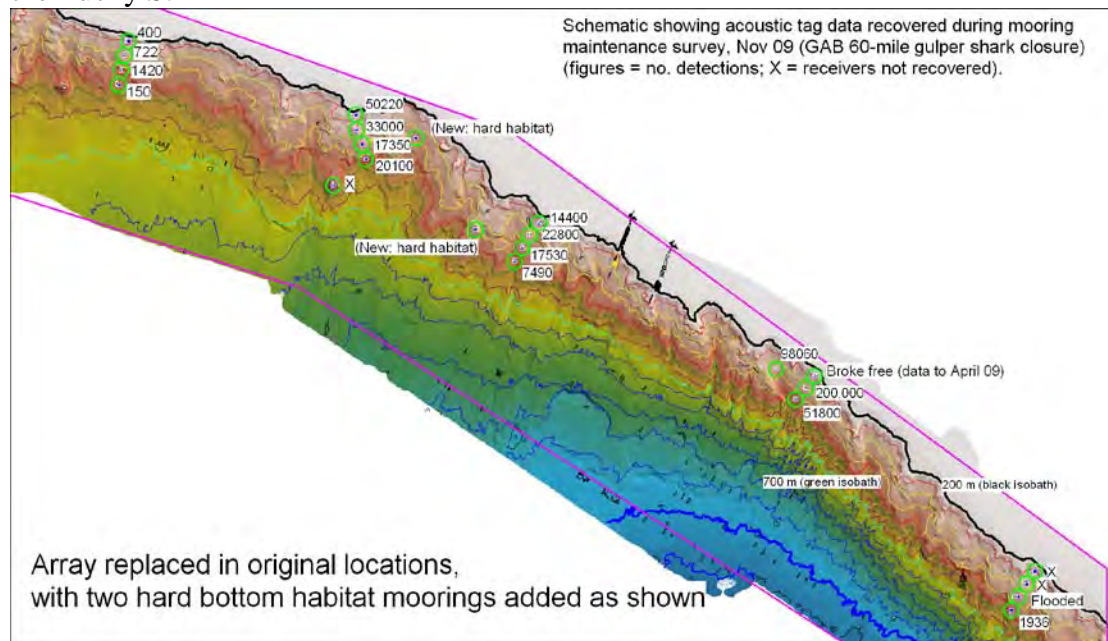 Schematic showing acoustic tag data recovered during mooring
maintenance survey, Nov 09 (GAB 60-mile gulper shark closure)
(figures = no. detections; X = receivers not recovered).
400
722
1420
150
50220
33000
(New: hard habitat)
17350
20100
X
14400
22800
(New: hard habitat)
17530
7490
98060
Broke free (data to April 09)
200 000
51800
700 m (green isobath)
200 m (black isobath)
Array replaced in original locations,
with two hard bottom habitat moorings added as shown
X
X
Flooded
1936